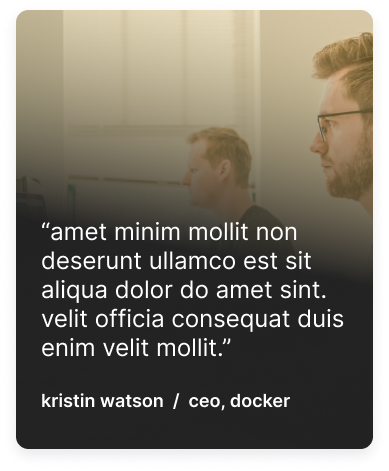 “amet minim mollit non
deserunt ullamco est sit
aliqua dolor do amet sint.
velit officia consequat duis
enim velit mollit.”
kristin watson / ceo, docker